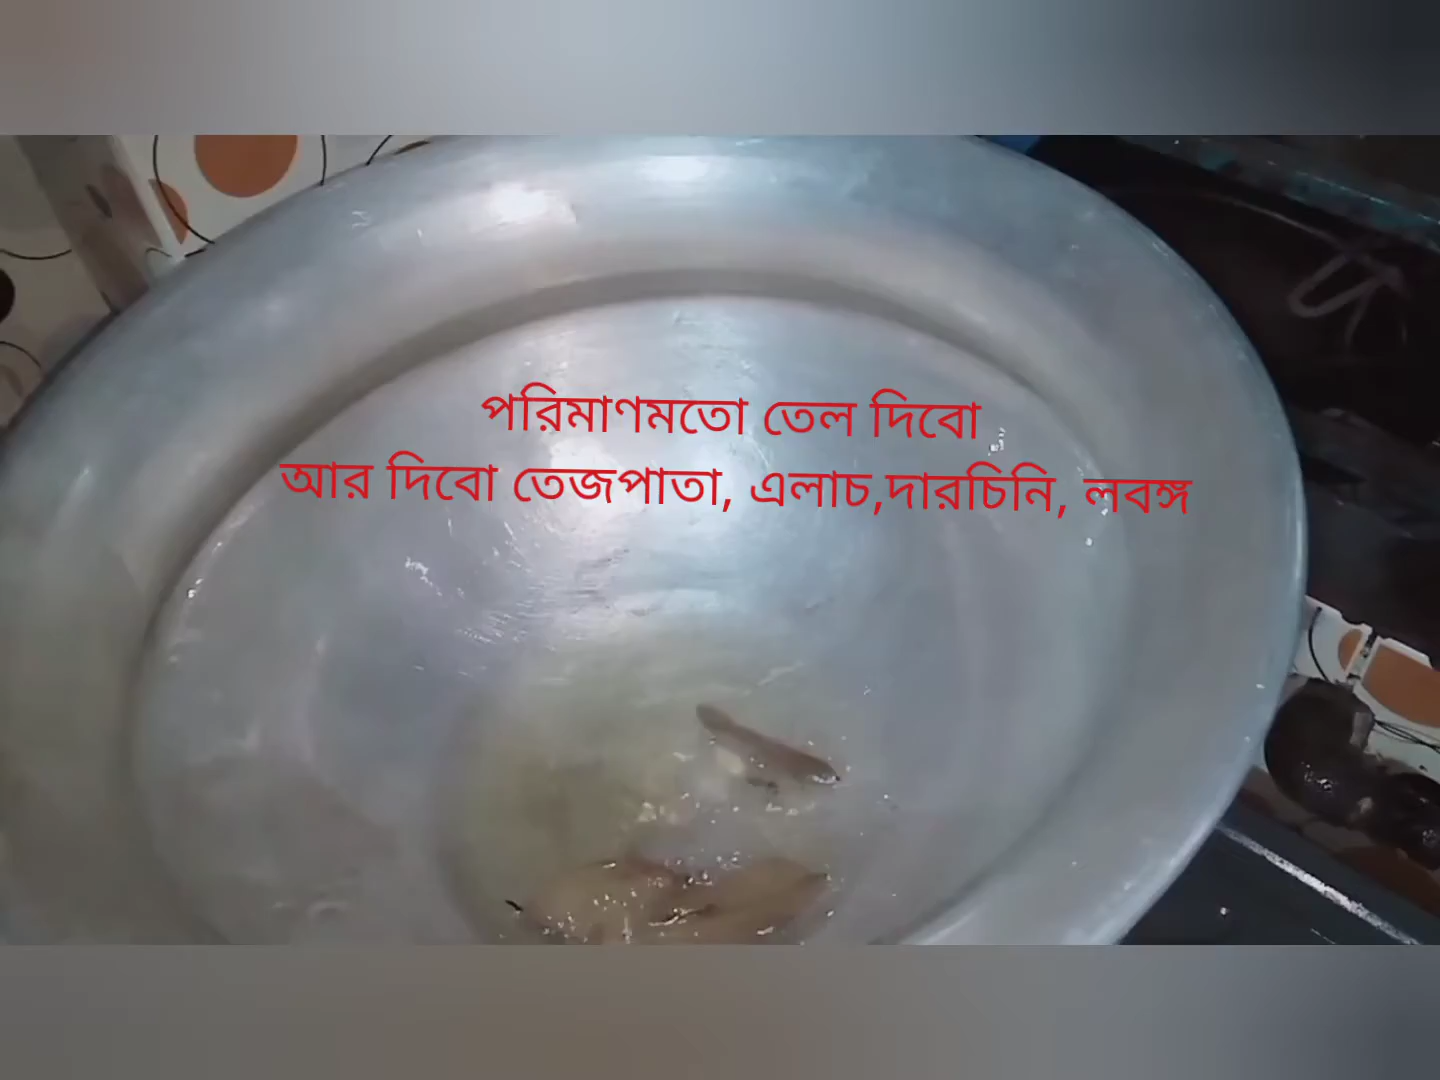 পরিমাণমতো তেল দিবো
আর দিবো তেজপাতা, এলাচ,দারচিনি, লবঙ্গ